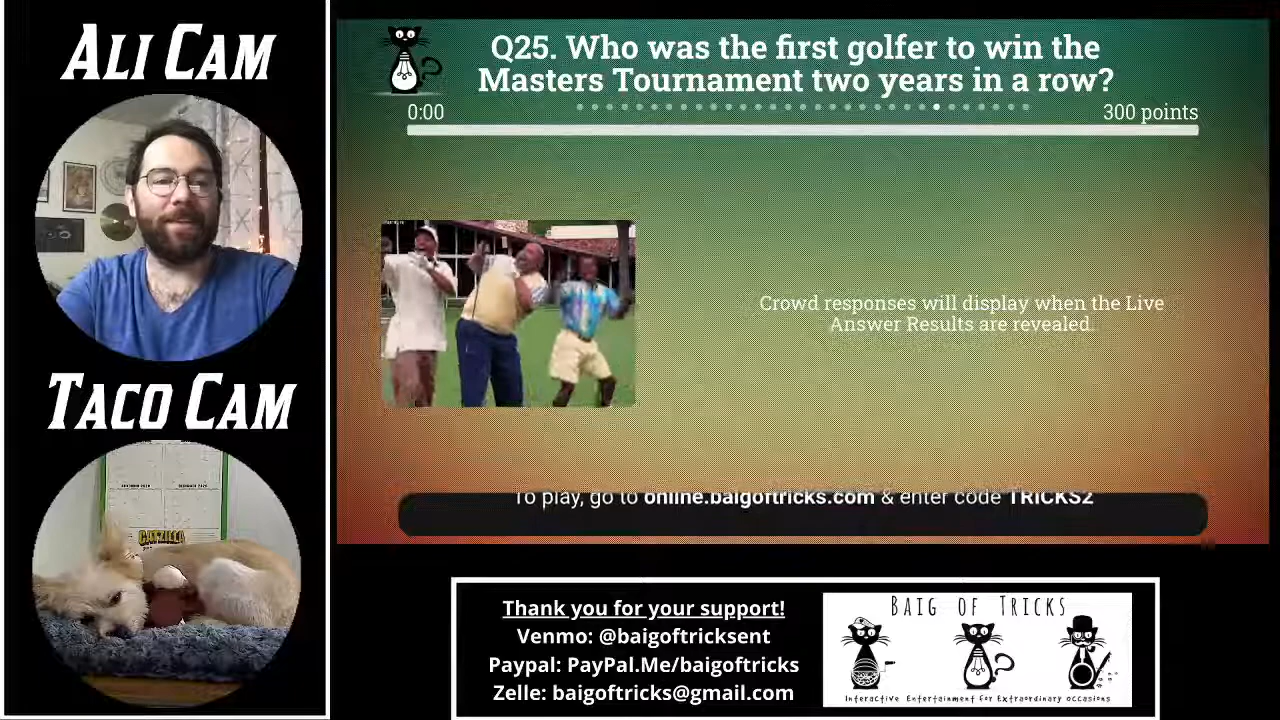 ALI CAM
TACO CAM
CATZILLA
Q25. Who was the first golfer to win the
Masters Tournament two years in a row?
0:00
300 points
Crowd responses will display when the Live
Answer Results are revealed.
To play, go to online.baigoftricks.com & enter code TRICKS2
Thank you for your support!
Venmo: @baigoftricksent
Paypal: PayPal.Me/baigoftricks
Zelle: baigoftricks@gmail.com
BAIG OF TRICKS
Interactive Entertainment for Extraordinary occasions